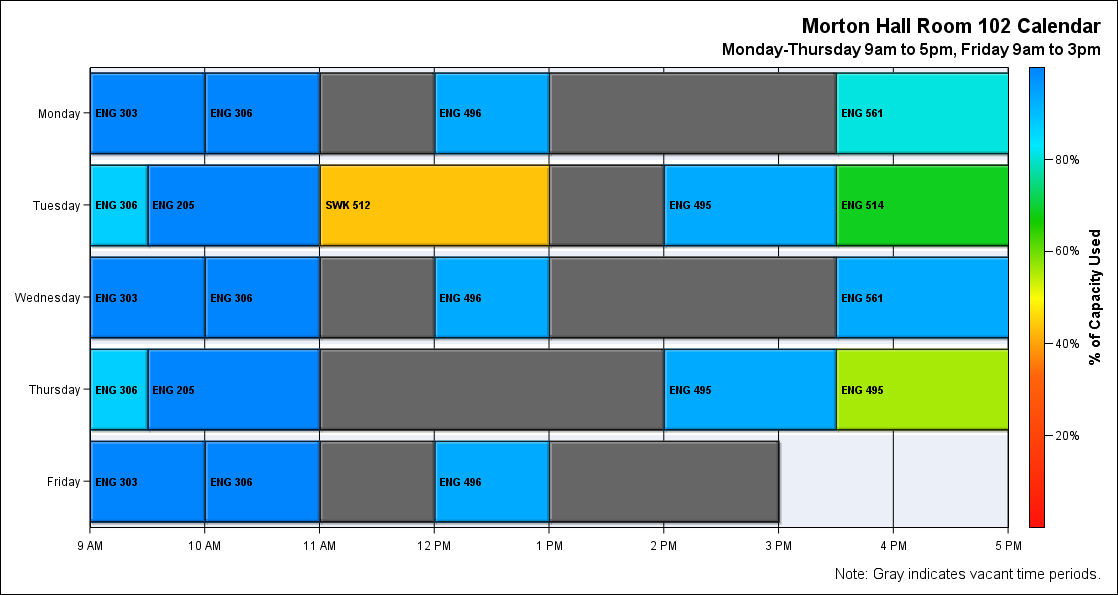 Morton Hall Room 102 Calendar
Monday-Thursday 9am to 5pm, Friday 9am to 3pm
Monday
ENG 303
ENG 306
ENG 496
ENG 561
Tuesday
ENG 306
ENG 205
SWK 512
ENG 495
ENG 514
Wednesday
ENG 303
ENG 306
ENG 496
ENG 561
Thursday
ENG 306
ENG 205
ENG 495
ENG 495
Friday
ENG 303
ENG 306
ENG 496
9 AM
10 AM
11 AM
12 PM
1 PM
2 PM
3 PM
4 PM
5 PM
80%
60%
40%
20%
% of Capacity Used
Note: Gray indicates vacant time periods.